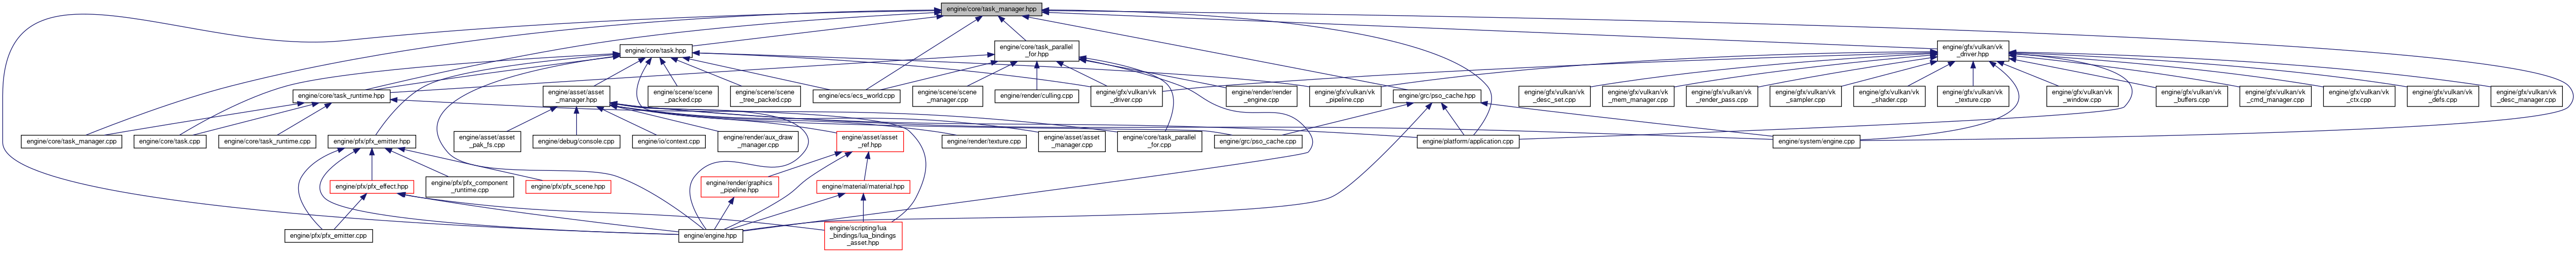 engine/core/task_manager.hpp
engine/core/task.hpp
engine/core/task_parallel
_for.hpp
engine/gfx/vulkan/vk
_driver.hpp
engine/core/task_runtime.hpp
engine/asset/asset
_manager.hpp
engine/scene/scene
_packed.cpp
engine/scene/scene
_tree_packed.cpp
engine/ecs/ecs_world.cpp
engine/scene/scene
_manager.cpp
engine/render/culling.cpp
engine/gfx/vulkan/vk
_driver.cpp
engine/render/render
_engine.cpp
engine/gfx/vulkan/vk
_pipeline.cpp
engine/grc/pso_cache.hpp
engine/gfx/vulkan/vk
_desc_set.cpp
engine/gfx/vulkan/vk
_mem_manager.cpp
engine/gfx/vulkan/vk
_render_pass.cpp
engine/gfx/vulkan/vk
_sampler.cpp
engine/gfx/vulkan/vk
_shader.cpp
engine/gfx/vulkan/vk
_texture.cpp
engine/gfx/vulkan/vk
_window.cpp
engine/gfx/vulkan/vk
_buffers.cpp
engine/gfx/vulkan/vk
_cmd_manager.cpp
engine/gfx/vulkan/vk
_ctx.cpp
engine/gfx/vulkan/vk
_defs.cpp
engine/gfx/vulkan/vk
_desc_manager.cpp
engine/core/task_manager.cpp
engine/core/task.cpp
engine/core/task_runtime.cpp
engine/pfx/pfx_emitter.hpp
engine/asset/asset
_pak_fs.cpp
engine/debug/console.cpp
engine/io/context.cpp
engine/render/aux_draw
_manager.cpp
engine/asset/asset
_ref.hpp
engine/render/texture.cpp
engine/asset/asset
_manager.cpp
engine/core/task_parallel
_for.cpp
engine/grc/pso_cache.cpp
engine/platform/application.cpp
engine/system/engine.cpp
engine/pfx/pfx_effect.hpp
engine/pfx/pfx_component
_runtime.cpp
engine/pfx/pfx_scene.hpp
engine/render/graphics
_pipeline.hpp
engine/material/material.hpp
engine/pfx/pfx_emitter.cpp
engine/engine.hpp
engine/scripting/lua
_bindings/lua_bindings
_asset.hpp